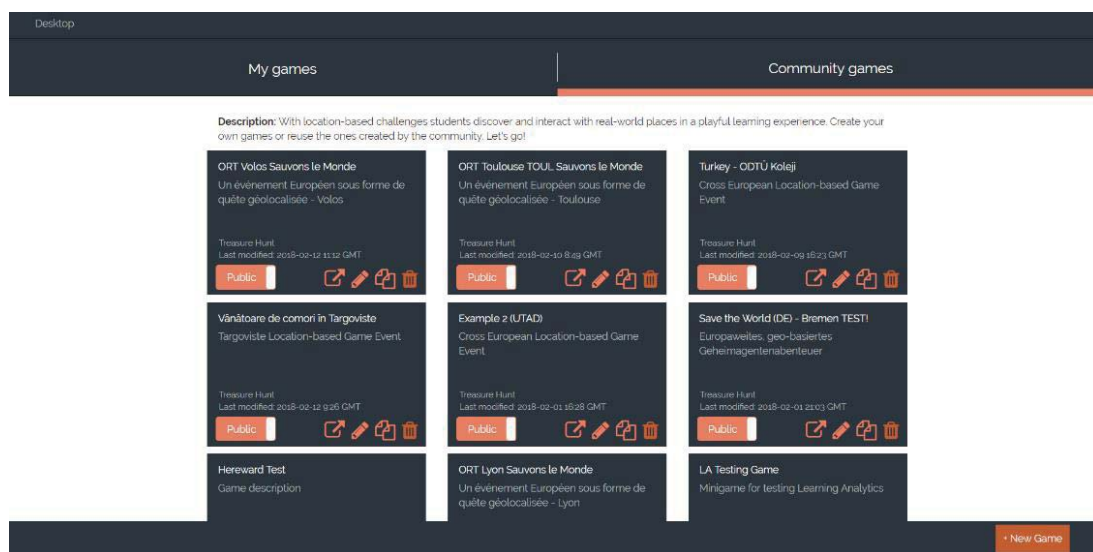 Desktop
My games
Community games
Description: With location-based challenges students discover and interact with real-world places in a playful learning experience. Create your
own games or reuse the ones created by the community. Let's go!
ORT Volos Sauvons le Monde
Un événement Européen sous forme de
quête géolocalisée - Volos
Treasure Hunt
Last modified: 2018-02-12 11:12 GMT
Public
ORT Toulouse TOUL Sauvons le Monde
Un événement Européen sous forme de
quête géolocalisée - Toulouse
Treasure Hunt
Last modified: 2018-02-10 8:49 GMT
Public
Turkey - ODTÜ Koleji
Cross European Location-based Game
Event
Treasure Hunt
Last modified: 2018-02-09 16:23 GMT
Public
Vânătoare de comori în Targoviste
Targoviste Location-based Game Event
Treasure Hunt
Last modified: 2018-02-12 9:26 GMT
Public
Example 2 (UTAD)
Cross European Location-based Game
Event
Treasure Hunt
Last modified: 2018-02-01 16:28 GMT
Public
Save the World (DE) - Bremen TEST!
Europaweites, geo-basiertes
Geheimagentenabenteuer
Treasure Hunt
Last modified: 2018-02-01 21:03 GMT
Public
Hereward Test
Game description
ORT Lyon Sauvons le Monde
Un événement Européen sous forme de
quête géolocalisée - Lyon
LA Testing Game
Minigame for testing Learning Analytics
+ New Game